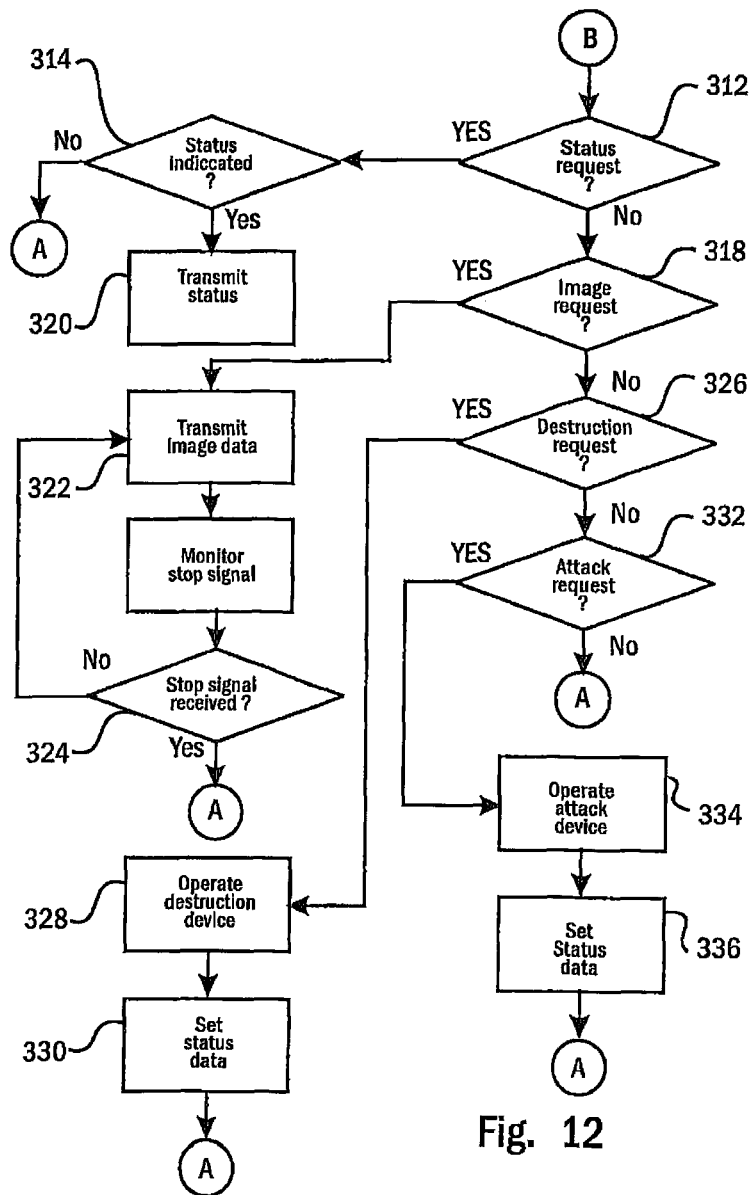 B
314
312
No
Status
indiccated
?
YES
Status
request
?
Yes
No
A
318
320
Transmit
status
YES
Image
request
?
No
326
Transmit
Image data
322
YES
Destruction
request
?
No
332
Monitor
stop signal
YES
Attack
request
?
No
No
Stop signal
received ?
A
324
Yes
A
Operate
attack
device
334
328
Operate
destruction
device
Set
Status
data
336
330
Set
status
data
A
A
Fig. 12